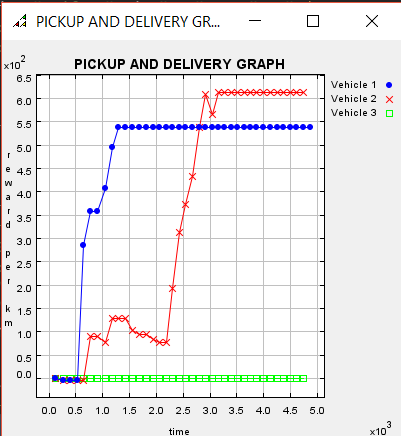 PICKUP AND DELIVERY GR...
x10²
PICKUP AND DELIVERY GRAPH
Vehicle 1
Vehicle 2
Vehicle 3
6.5
6.0
5.5
5.0
4.5
4.0
3.5
3.0
2.5
2.0
1.5
1.0
0.5
0.0
reward per km
0.0 0.5 1.0 1.5 2.0 2.5 3.0 3.5 4.0 4.5 5.0
time
x10³